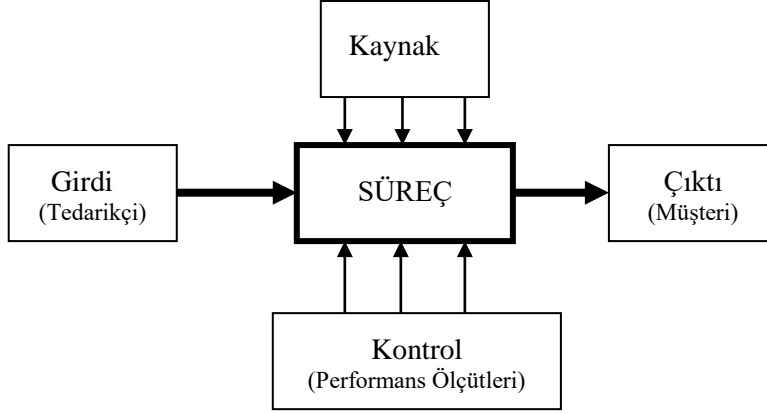 Kaynak
Girdi
(Tedarikçi)
SÜREÇ
Çıktı
(Müşteri)
Kontrol
(Performans Ölçütleri)